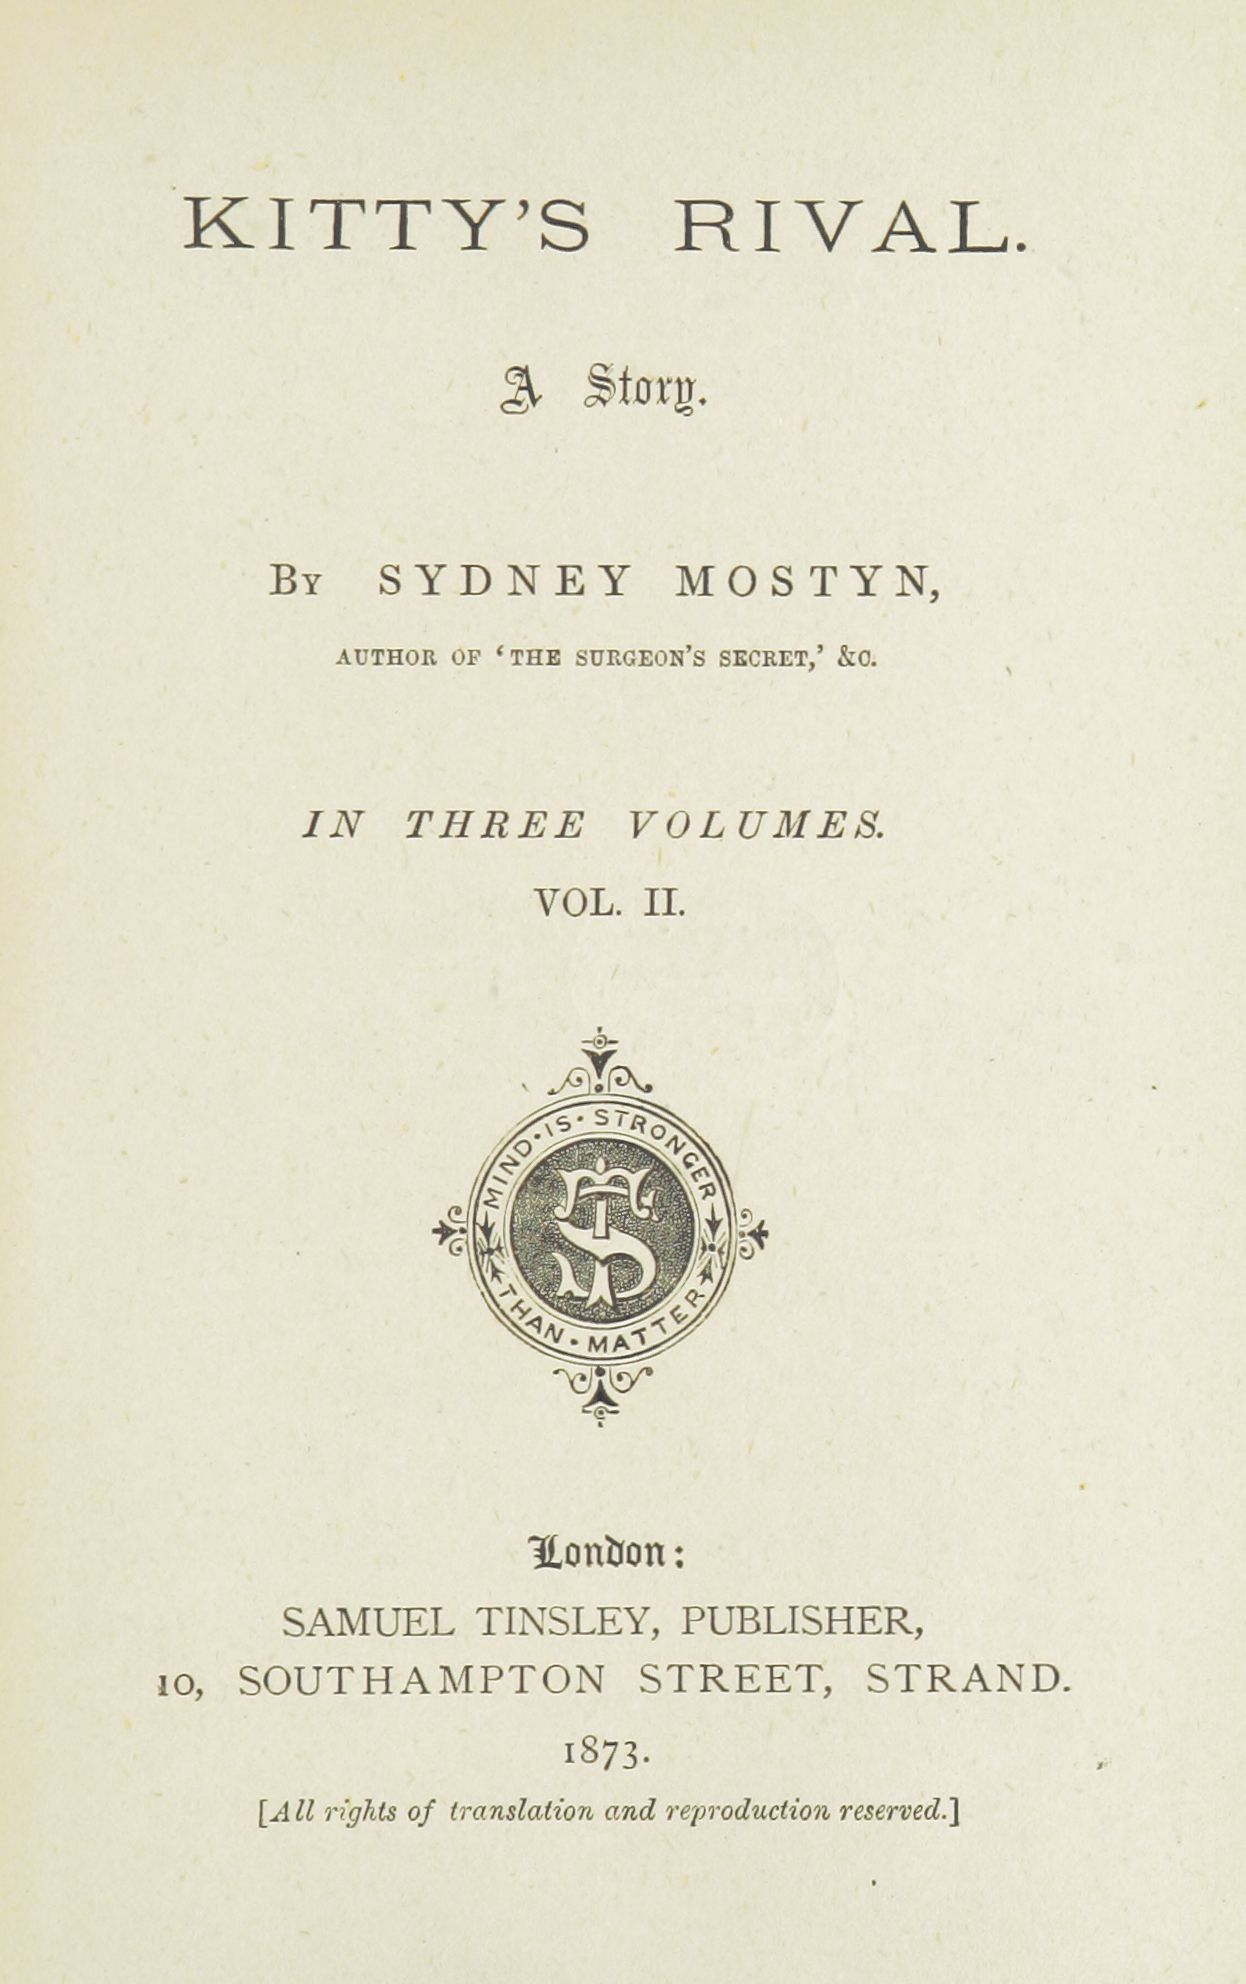 KITTY'S RIVAL.
A Story.
By SYDNEY MOSTYN,
AUTHOR OF ‘THE SURGEON'S SECRET,’ &C.
IN THREE VOLUMES.
VOL. II.
MIND · IS · STRONGER
TS
THAN · MATTER
London:
SAMUEL TINSLEY, PUBLISHER,
10, SOUTHAMPTON STREET, STRAND.
1873.
[All rights of translation and reproduction reserved.]